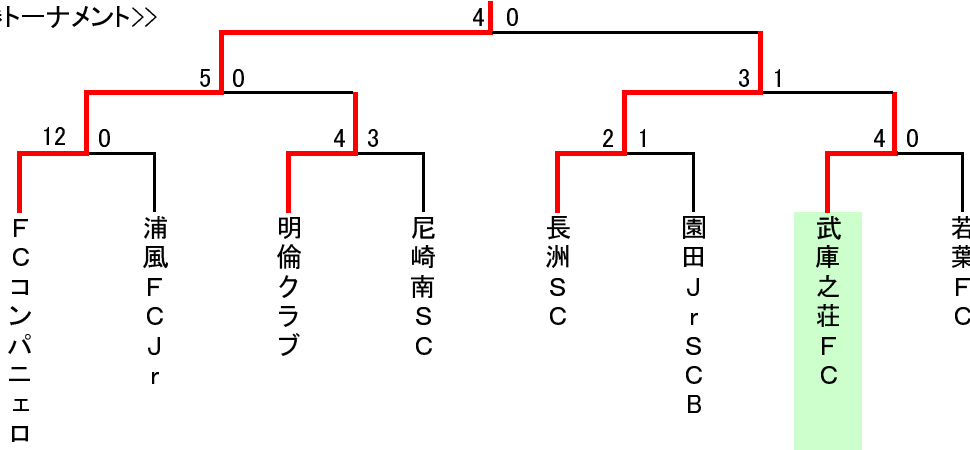 トーナメント>>
4 0
5 0
3 1
12 0
4 3
2 1
4 0
ＦＣコンパニェロ
浦風ＦＣＪｒ
明倫クラブ
尼崎南ＳＣ
長洲ＳＣ
園田ＪｒＳＣＢ
武庫之荘ＦＣ
若葉ＦＣ